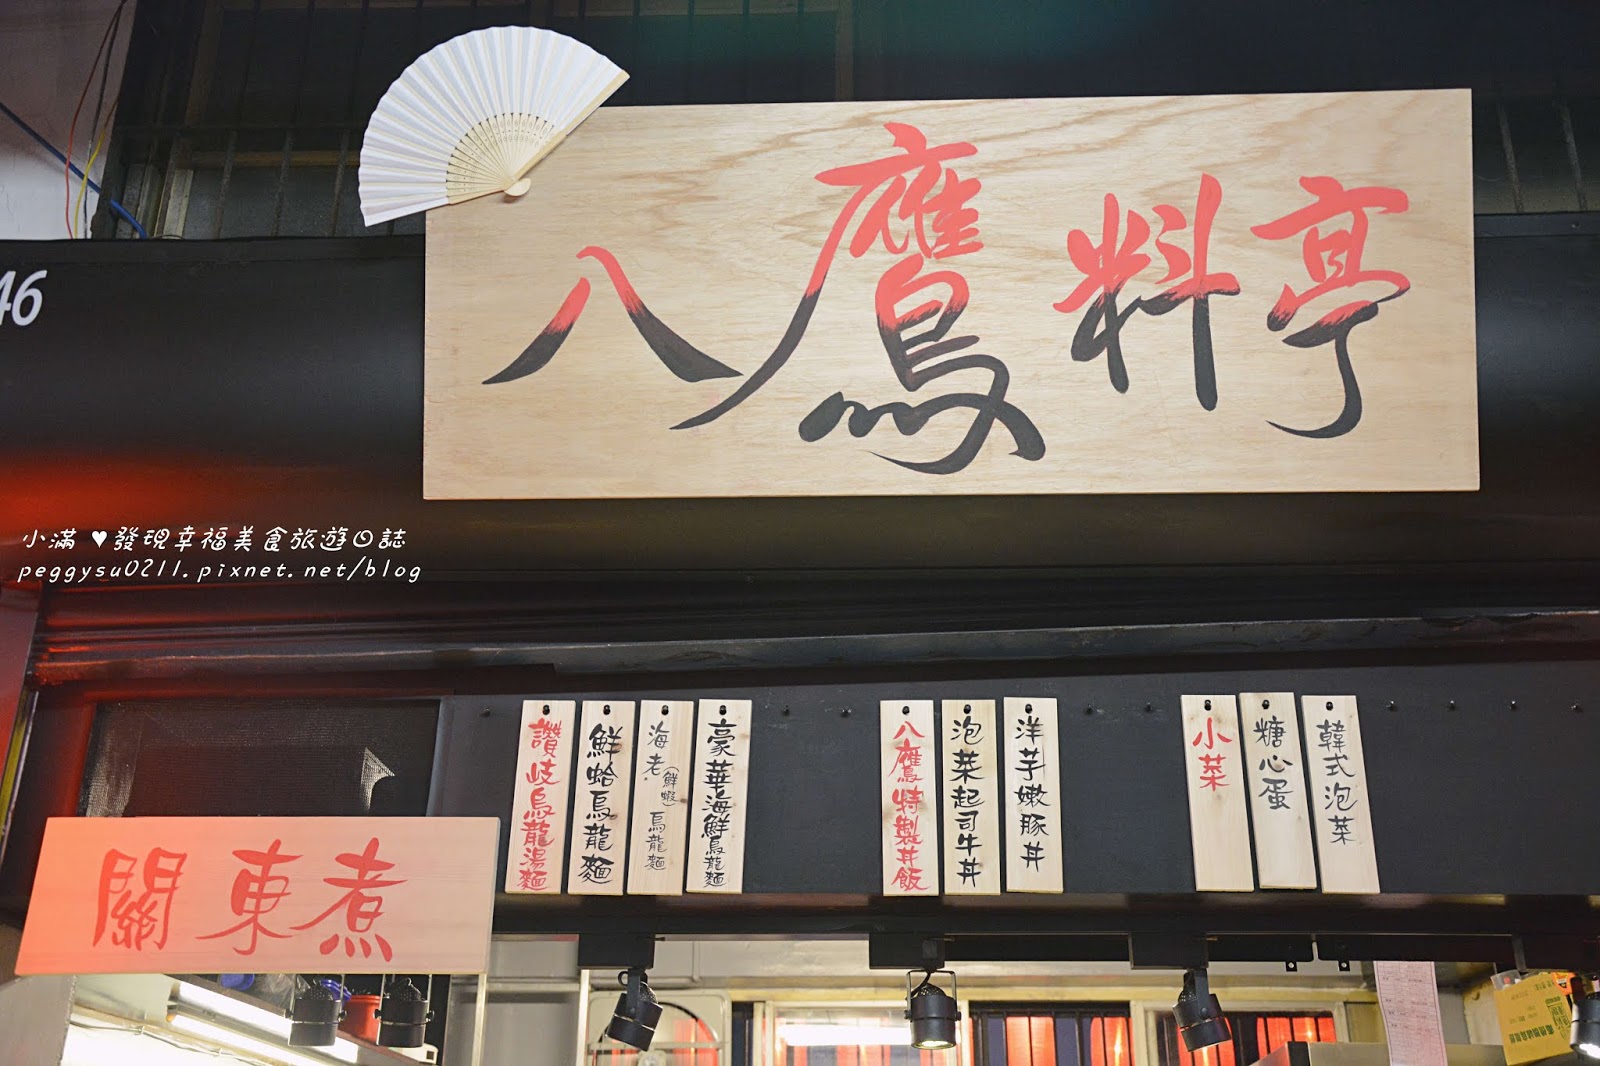 八鷹料亭
46
小滿 ♥發現幸福美食旅遊日誌
peggysu0211.pixnet.net/blog
關東煮
讚岐烏龍湯麵
鮮蛤烏龍麵
海老(鮮蝦)烏龍麵
豪華海鮮烏龍麵
八鷹特製丼飯
泡菜起司牛丼
洋芋嫩豚丼
小菜
糖心蛋
韓式泡菜